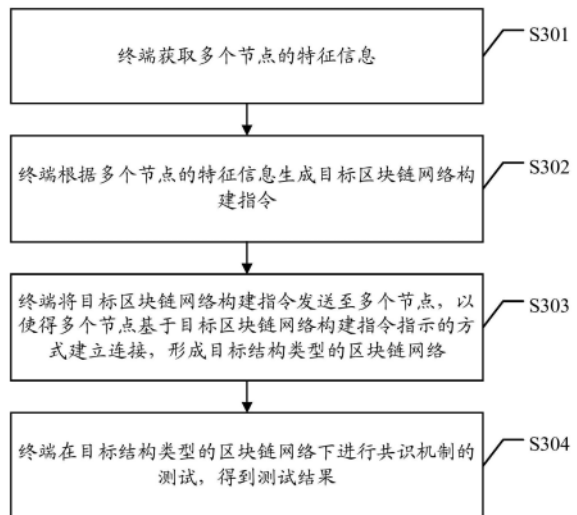 终端获取多个节点的特征信息
S301
终端根据多个节点的特征信息生成目标区块链网络构
建指令
S302
终端将目标区块链网络构建指令发送至多个节点，以
使得多个节点基于目标区块链网络构建指令指示的方
式建立连接，形成目标结构类型的区块链网络
S303
终端在目标结构类型的区块链网络下进行共识机制的
测试，得到测试结果
S304